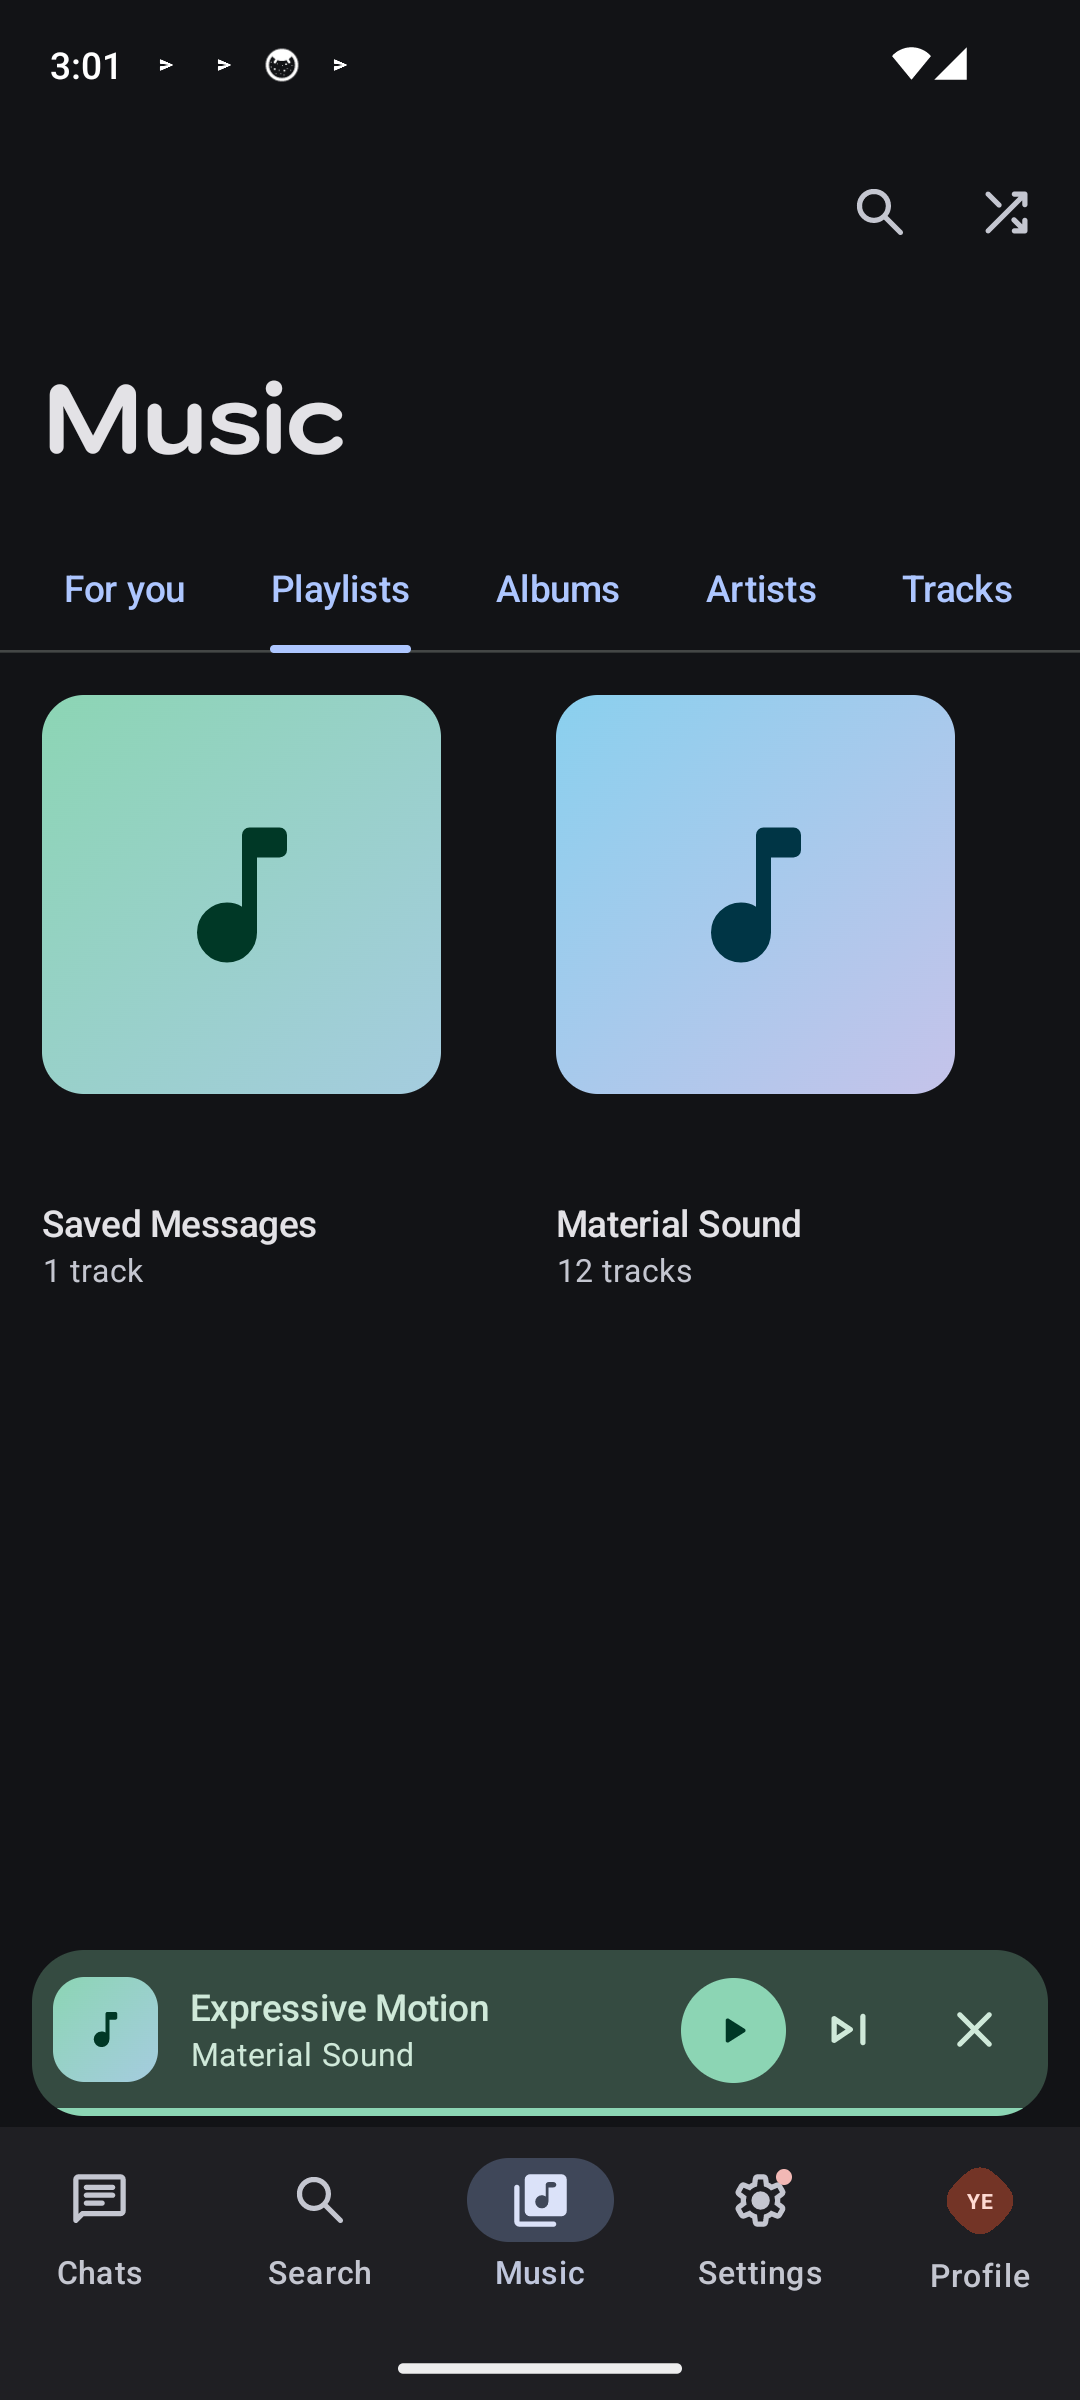 3:01
Music
For you Playlists Albums Artists Tracks
Saved Messages
1 track
Material Sound
12 tracks
Expressive Motion
Material Sound
Chats Search Music Settings Profile
YE